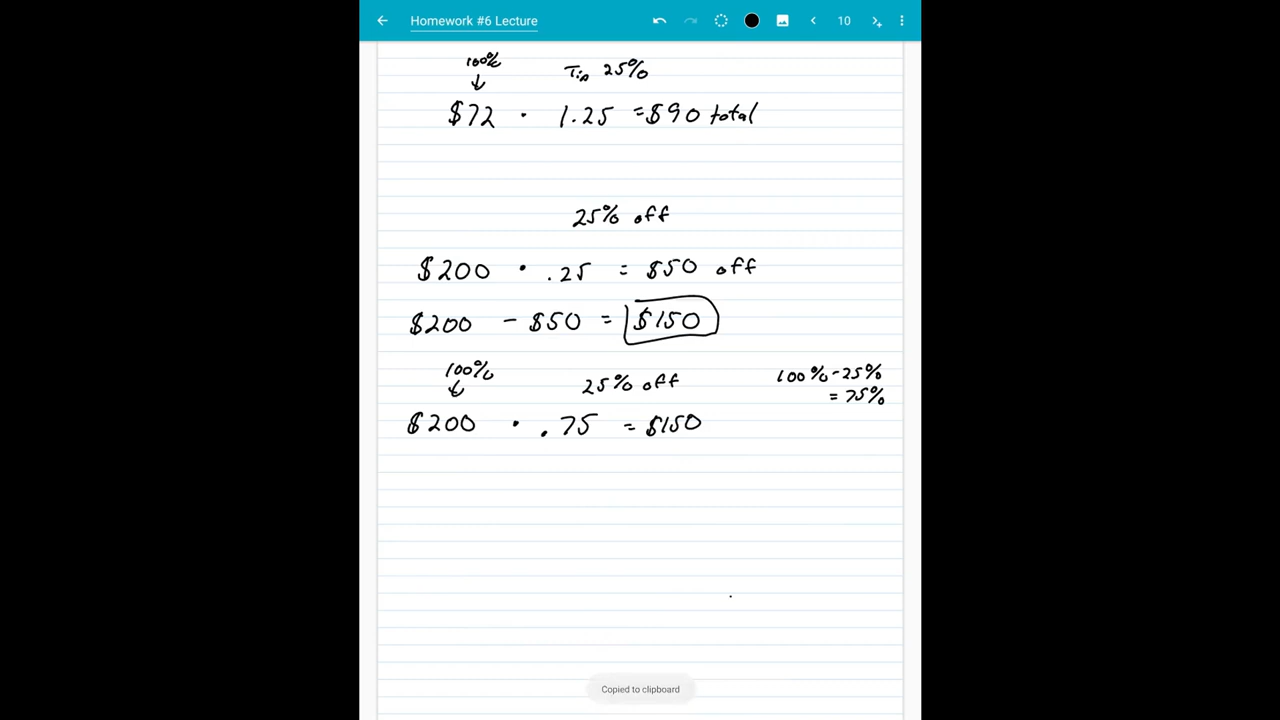 Homework #6 Lecture
10
100%
Tip 25%
$72 · 1.25 = $90 total
25% off
$200 · .25 = $50 off
$200 - $50 = $150
100%
25% off
100% - 25%
= 75%
$200 · .75 = $150
Copied to clipboard